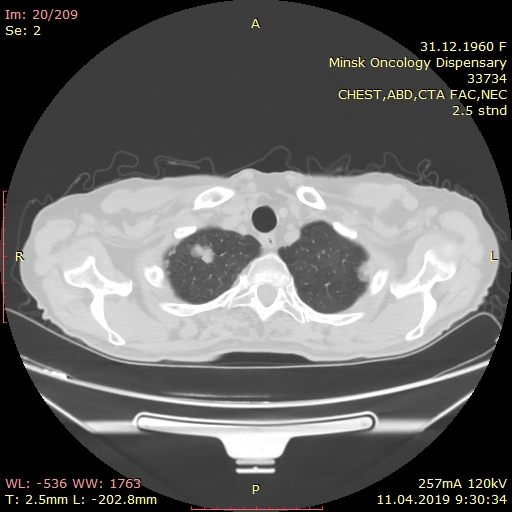 Im: 20/209
Se: 2
A
31.12.1960 F
Minsk Oncology Dispensary
33734
CHEST,ABD,CTA FAC,NEC
2.5 stnd
R
L
WL: -536 WW: 1763
T: 2.5mm L: -202.8mm
P
257mA 120kV
11.04.2019 9:30:34